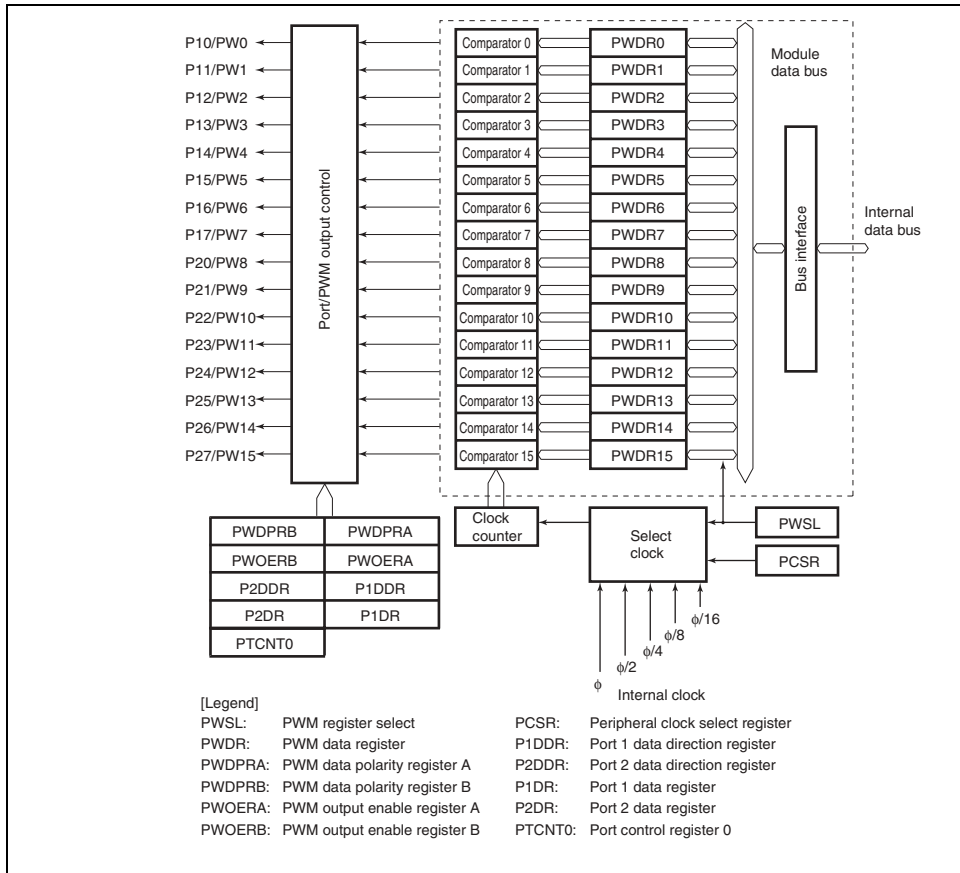 P10/PW0 Comparator 0 PWDR0
P11/PW1 Comparator 1 PWDR1
P12/PW2 Comparator 2 PWDR2
P13/PW3 Comparator 3 PWDR3
P14/PW4 Comparator 4 PWDR4
P15/PW5 Comparator 5 PWDR5
P16/PW6 Comparator 6 PWDR6
P17/PW7 Comparator 7 PWDR7
P20/PW8 Comparator 8 PWDR8
P21/PW9 Comparator 9 PWDR9
P22/PW10 Comparator 10 PWDR10
P23/PW11 Comparator 11 PWDR11
P24/PW12 Comparator 12 PWDR12
P25/PW13 Comparator 13 PWDR13
P26/PW14 Comparator 14 PWDR14
P27/PW15 Comparator 15 PWDR15
Port/PWM output control
Module
data bus
Bus interface
Internal
data bus
PWDPRB PWDPRA
PWOERB PWOERA
P2DDR P1DDR
P2DR P1DR
PTCNT0
Clock
counter
Select
clock
PWSL
PCSR
ϕ ϕ/2 ϕ/4 ϕ/8 ϕ/16
Internal clock
[Legend]
PWSL: PWM register select PCSR: Peripheral clock select register
PWDR: PWM data register P1DDR: Port 1 data direction register
PWDPRA: PWM data polarity register A P2DDR: Port 2 data direction register
PWDPRB: PWM data polarity register B P1DR: Port 1 data register
PWOERA: PWM output enable register A P2DR: Port 2 data register
PWOERB: PWM output enable register B PTCNT0: Port control register 0